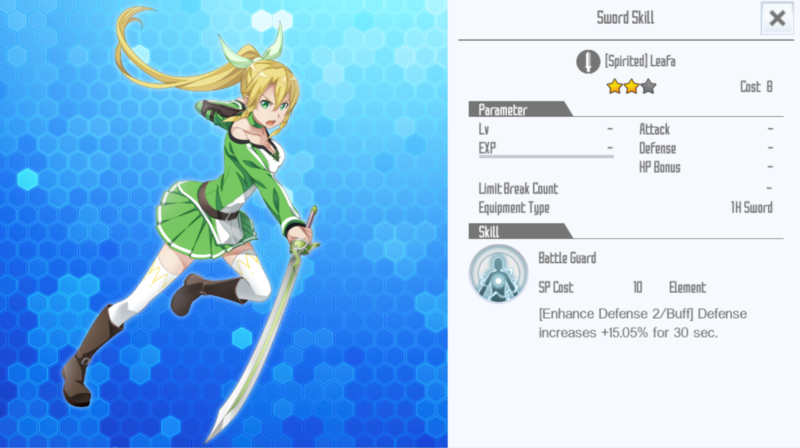 Sword Skill
[Spirited] Leafa
Cost 8
Parameter
Lv - Attack -
EXP - Defense -
HP Bonus -
Limit Break Count -
Equipment Type 1H Sword
Skill
Battle Guard
SP Cost 10 Element
[Enhance Defense 2/Buff] Defense
increases +15.05% for 30 sec.